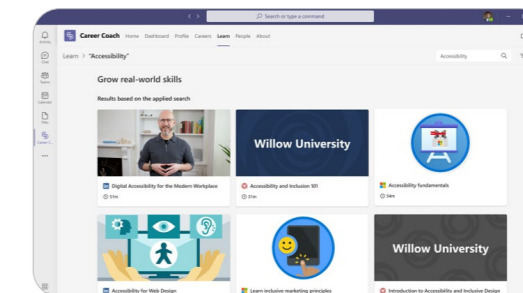 Search or type a command
Career Coach Home Dashboard Profile Careers Learn People About
Activity
Chat
Teams
Calendar
Files
Career C...
Learn > "Accessibility"
Accessibility
Grow real-world skills
Results based on the applied search
Willow University
Digital Accessibility for the Modern Workplace
51m
Accessibility and Inclusion 101
31m
Accessibility fundamentals
54m
Willow University
Accessibility for Web Design
Learn inclusive marketing principles
Introduction to Accessibility and Inclusive Design